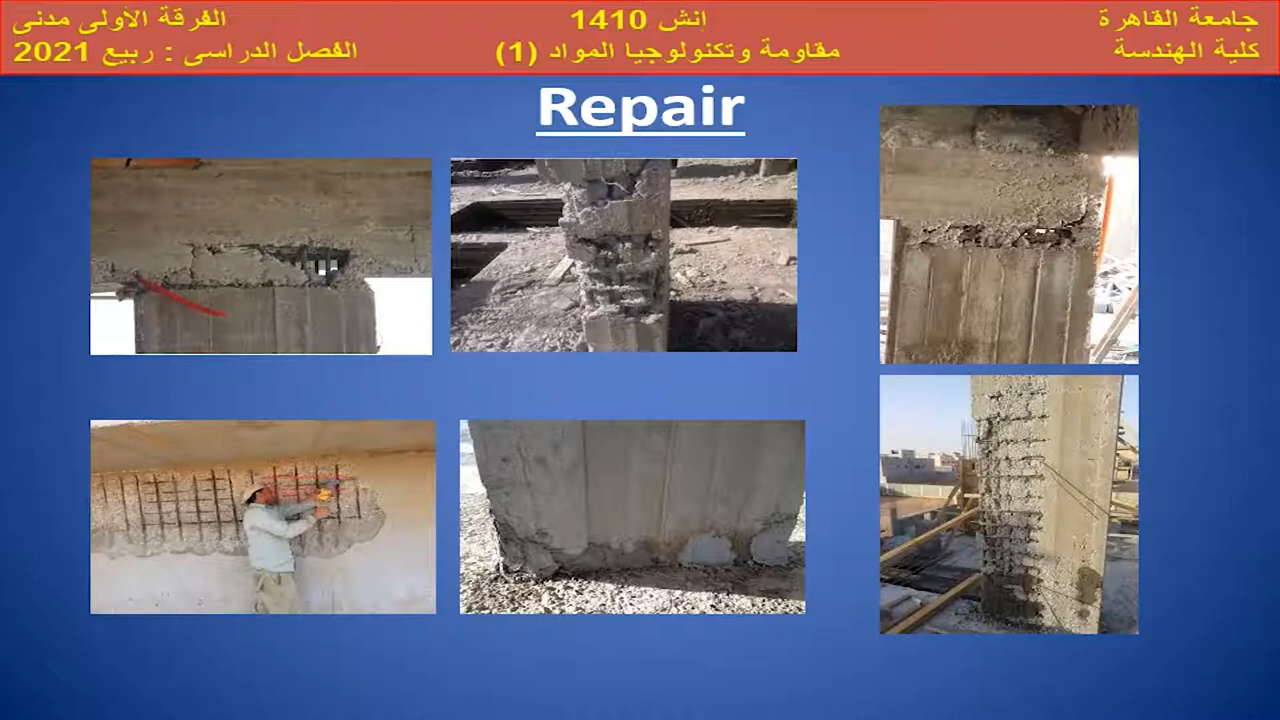 جامعة القاهرة
كلية الهندسة
إنش 1410
مقاومة وتكنولوجيا المواد (1)
الفرقة الأولى مدنى
الفصل الدراسى : ربيع 2021
Repair